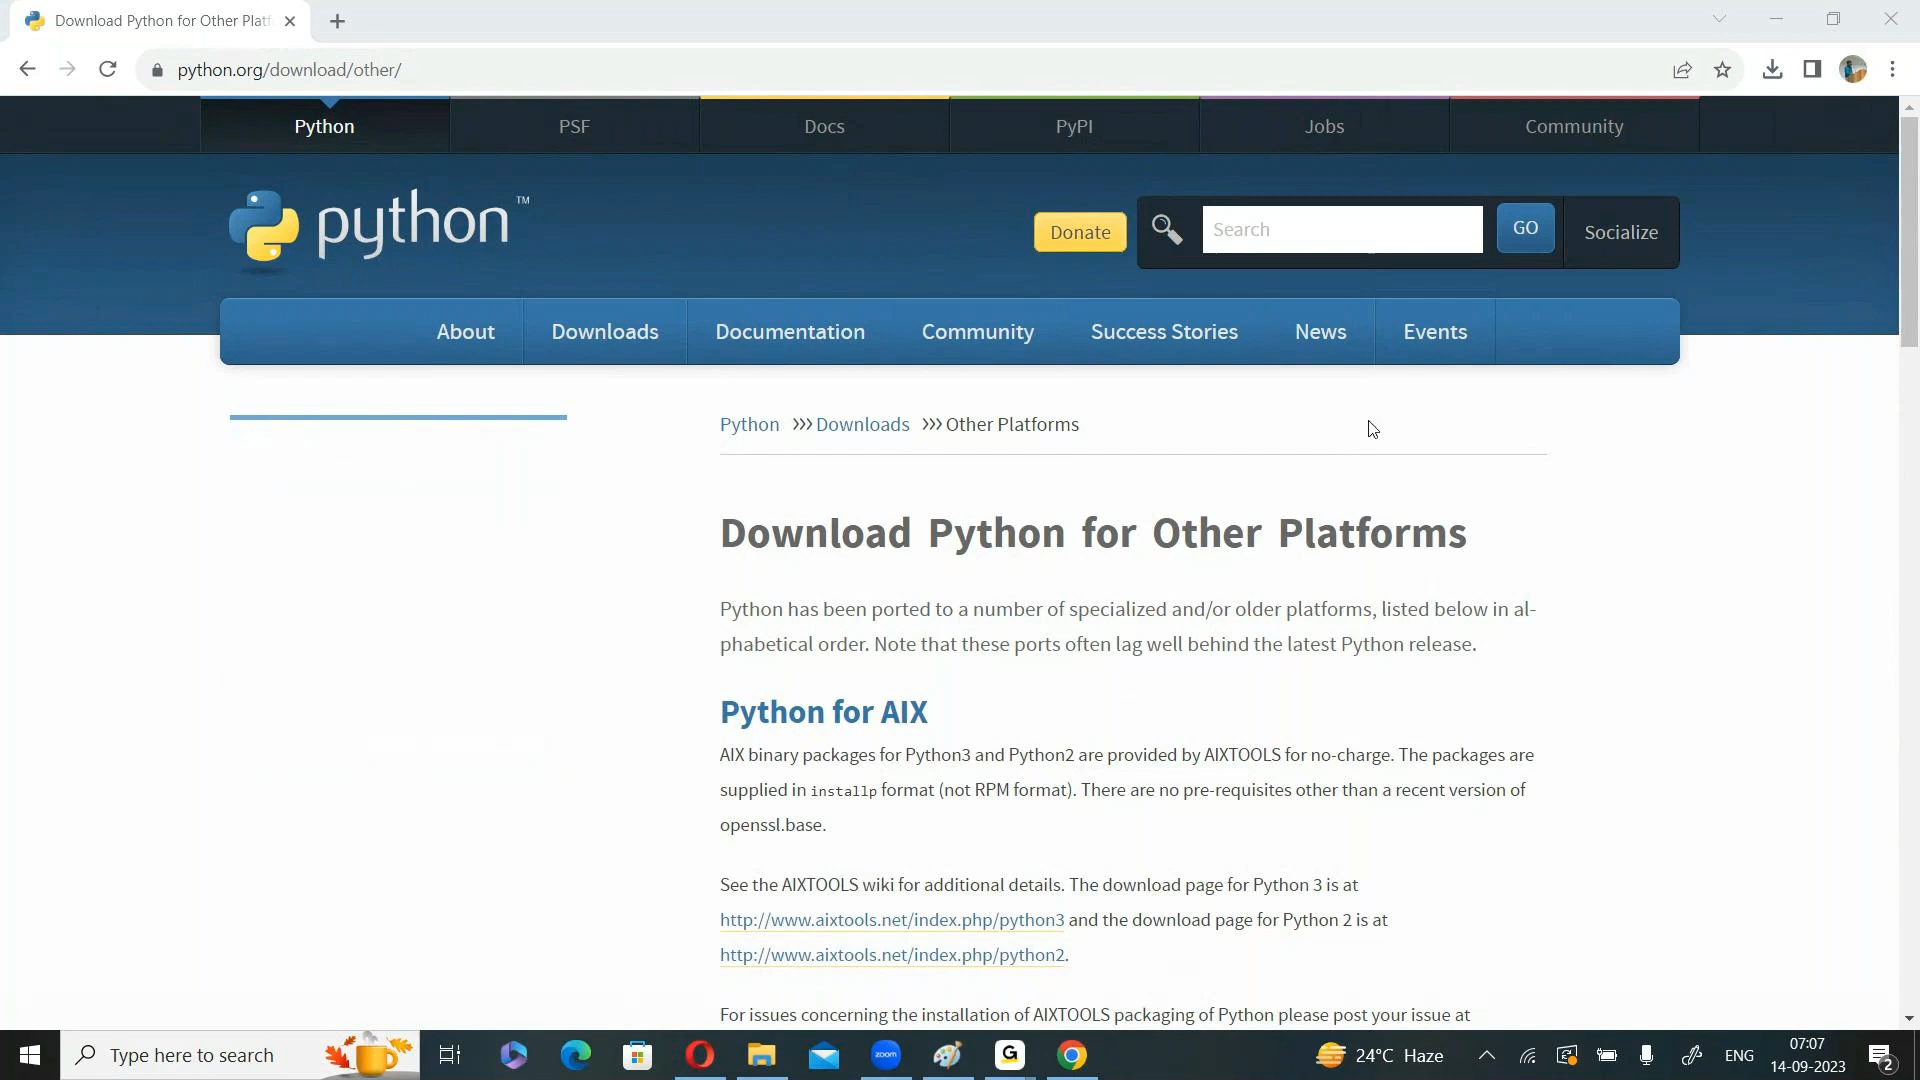 Download Python for Other Platf
python.org/download/other/
Python
PSF
Docs
PyPI
Jobs
Community
python™
Donate
Search
GO
Socialize
About
Downloads
Documentation
Community
Success Stories
News
Events
Python >>> Downloads >>> Other Platforms
Download Python for Other Platforms
Python has been ported to a number of specialized and/or older platforms, listed below in al-
phabetical order. Note that these ports often lag well behind the latest Python release.
Python for AIX
AIX binary packages for Python3 and Python2 are provided by AIXTOOLS for no-charge. The packages are
supplied in installp format (not RPM format). There are no pre-requisites other than a recent version of
openssl.base.
See the AIXTOOLS wiki for additional details. The download page for Python 3 is at
http://www.aixtools.net/index.php/python3 and the download page for Python 2 is at
http://www.aixtools.net/index.php/python2.
For issues concerning the installation of AIXTOOLS packaging of Python please post your issue at
Type here to search
zoom
G
24°C Haze
ENG
07:07
14-09-2023
2